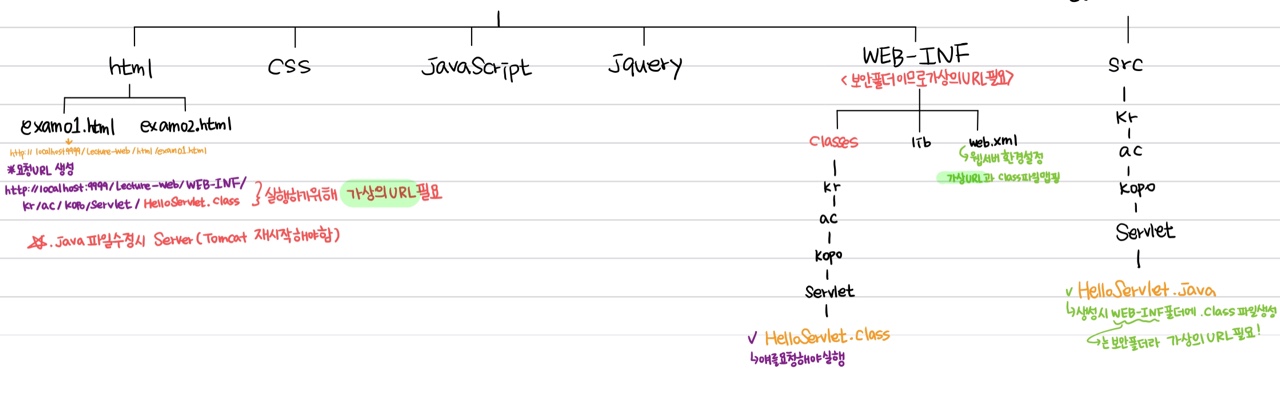 html
CSS
JavaScript
jquery
WEB-INF
<보안폴더이므로 가상의 URL 필요>
src
exam01.html
exam02.html
http://localhost:9999/Lecture-web/html/exam01.html
*요청URL 생성
http://localhost:9999/Lecture-web/WEB-INF/
kr/ac/kopo/servlet/HelloServlet.class
}실행하기위해 가상의URL필요
☆.java파일수정시 Server(Tomcat 재시작해야함)
classes
lib
web.xml
↳웹서버 환경설정
가상URL과 class파일맵핑
kr
ac
kopo
Servlet
✓ HelloServlet.class
↳얘를요청해야실행
kr
ac
kopo
Servlet
✓ HelloServlet.java
↳생성시 WEB-INF폴더에 .class 파일생성
↳는보안폴더라 가상의URL필요!